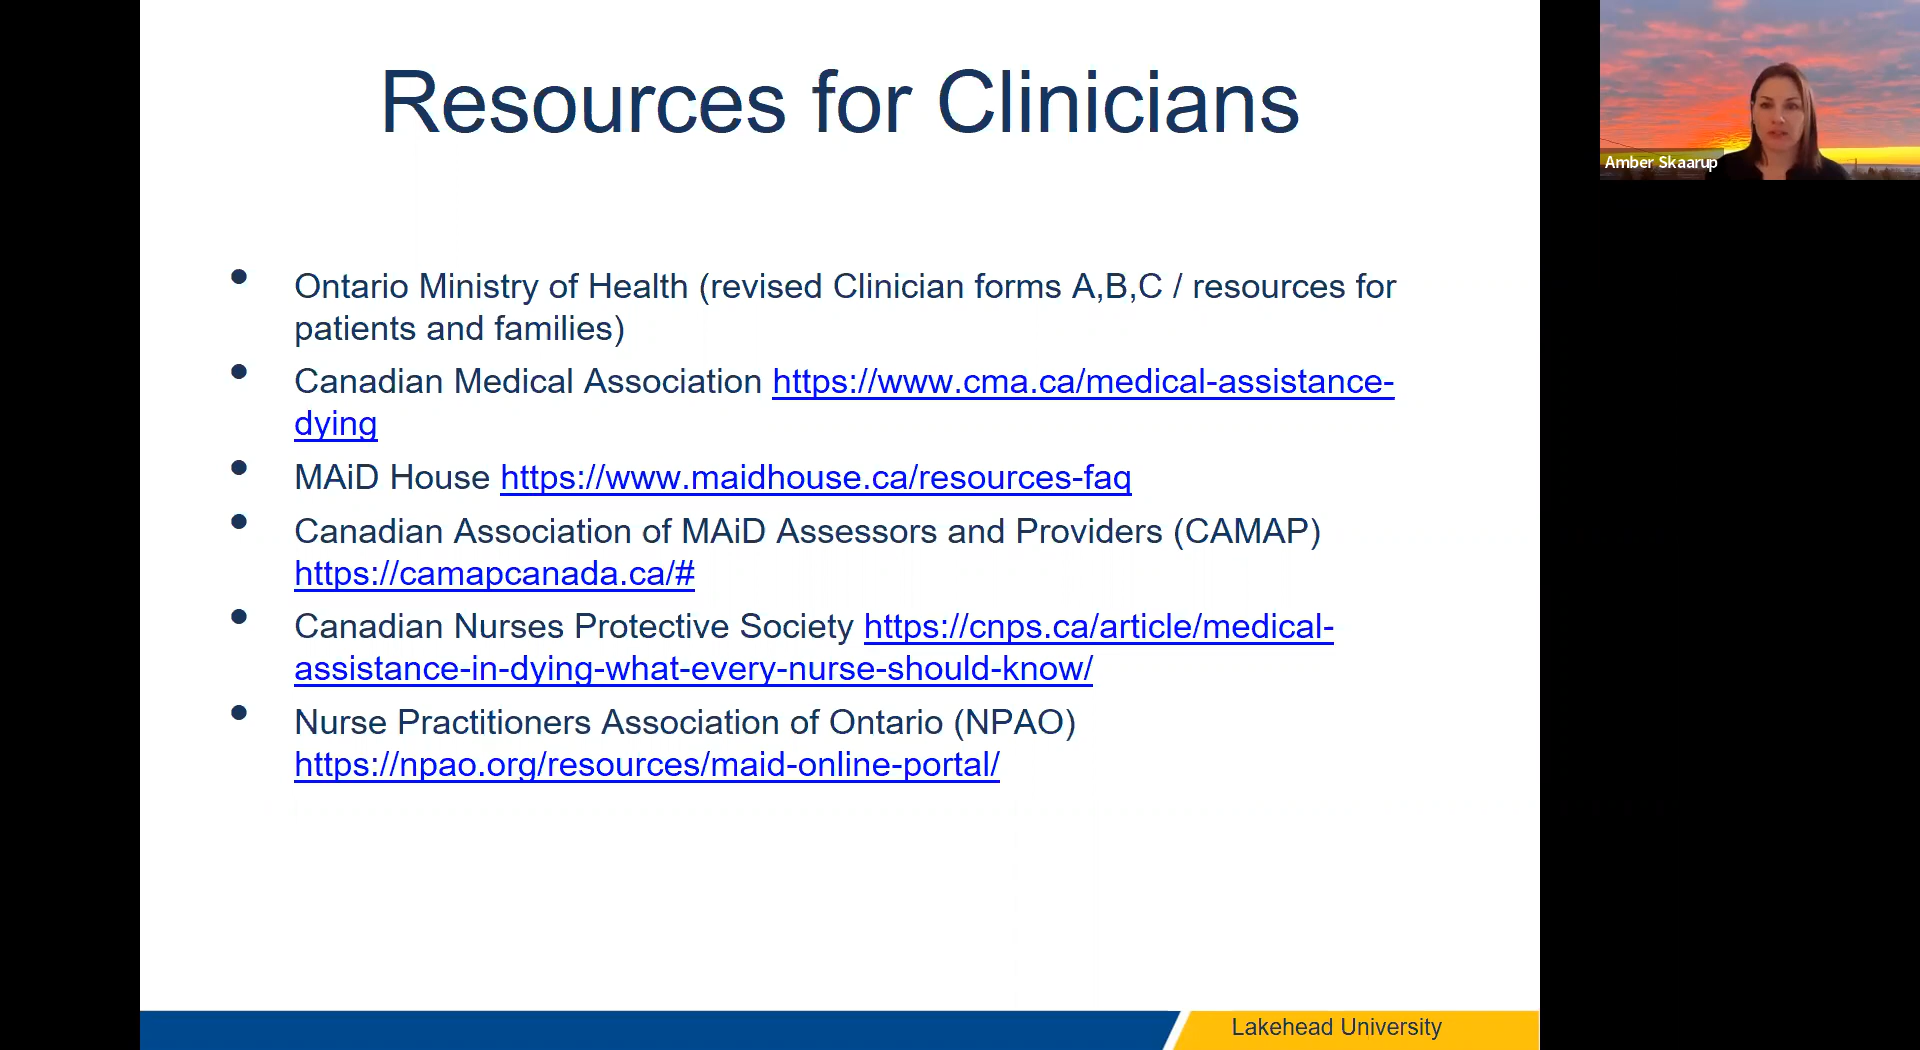 Resources for Clinicians
Amber Skaarup
• Ontario Ministry of Health (revised Clinician forms A,B,C / resources for
patients and families)
• Canadian Medical Association https://www.cma.ca/medical-assistance-
dying
• MAiD House https://www.maidhouse.ca/resources-faq
• Canadian Association of MAiD Assessors and Providers (CAMAP)
https://camapcanada.ca/#
• Canadian Nurses Protective Society https://cnps.ca/article/medical-
assistance-in-dying-what-every-nurse-should-know/
• Nurse Practitioners Association of Ontario (NPAO)
https://npao.org/resources/maid-online-portal/
Lakehead University